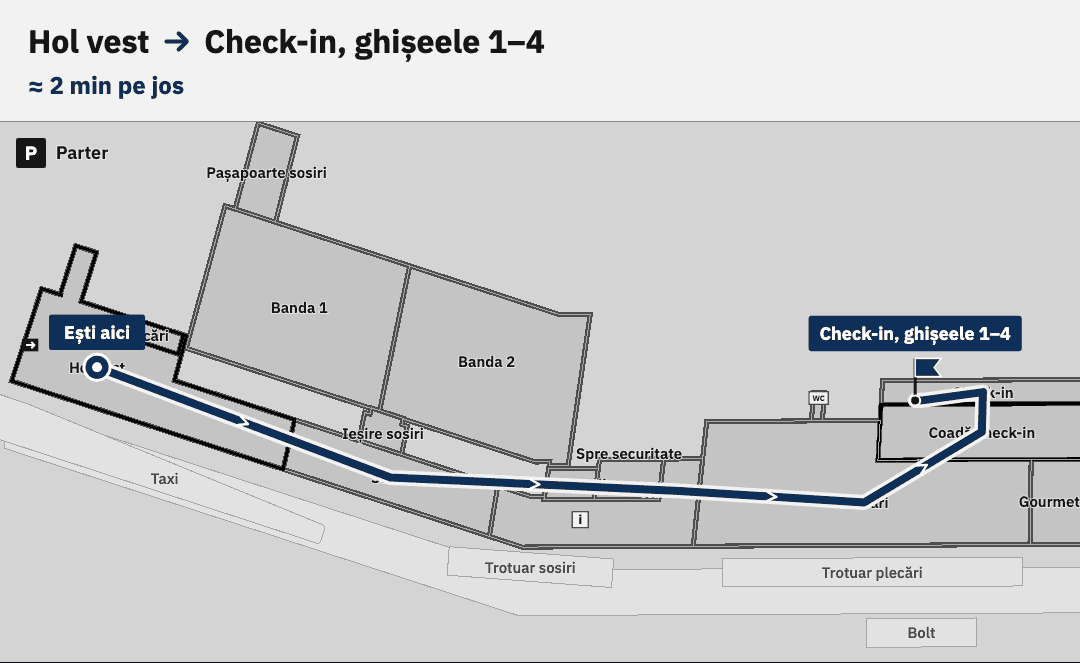 Hol vest → Check-in, ghișeele 1–4
≈ 2 min pe jos
P Parter
Pașapoarte sosiri
Banda 1
Ești aici
Banda 2
Check-in, ghișeele 1–4
WC
Ieșire sosiri
Spre securitate
Taxi
i
Gourmet
Trotuar sosiri
Trotuar plecări
Bolt